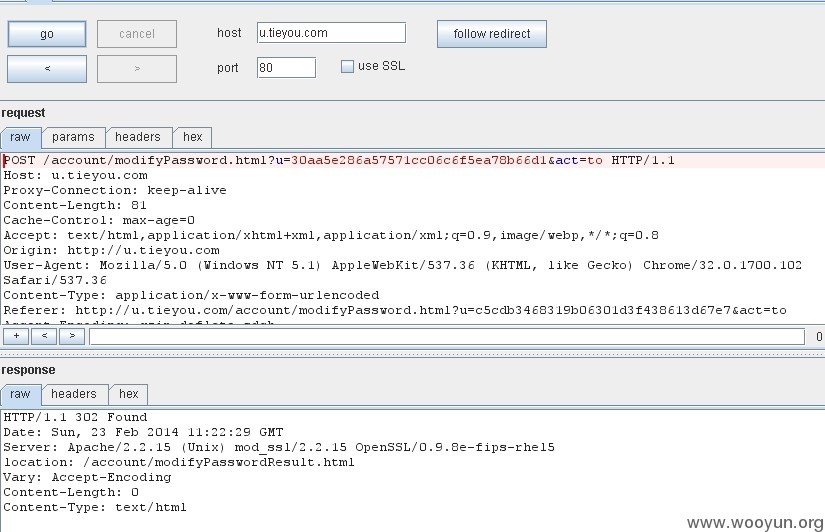 go
cancel
host
u.tieyou.com
follow redirect
<
>
port
80
use SSL
request
raw
params
headers
hex
POST /account/modifyPassword.html?u=30aa5e286a57571cc06c6f5ea78b66d1&act=to HTTP/1.1
Host: u.tieyou.com
Proxy-Connection: keep-alive
Content-Length: 81
Cache-Control: max-age=0
Accept: text/html,application/xhtml+xml,application/xml;q=0.9,image/webp,*/*;q=0.8
Origin: http://u.tieyou.com
User-Agent: Mozilla/5.0 (Windows NT 5.1) AppleWebKit/537.36 (KHTML, like Gecko) Chrome/32.0.1700.102
Safari/537.36
Content-Type: application/x-www-form-urlencoded
Referer: http://u.tieyou.com/account/modifyPassword.html?u=c5cdb3468319b06301d3f438613d67e7&act=to
+
<
>
0
response
raw
headers
hex
HTTP/1.1 302 Found
Date: Sun, 23 Feb 2014 11:22:29 GMT
Server: Apache/2.2.15 (Unix) mod_ssl/2.2.15 OpenSSL/0.9.8e-fips-rhel5
location: /account/modifyPasswordResult.html
Vary: Accept-Encoding
Content-Length: 0
Content-Type: text/html
www.wooyun.org